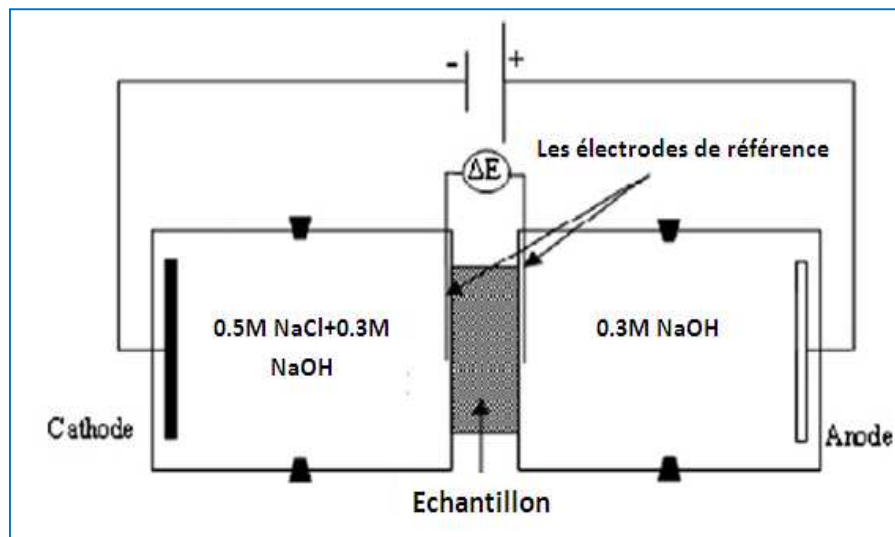 - +
Les électrodes de référence
ΔE
0.5M NaCl+0.3M
NaOH
0.3M NaOH
Cathode
Anode
Echantillon